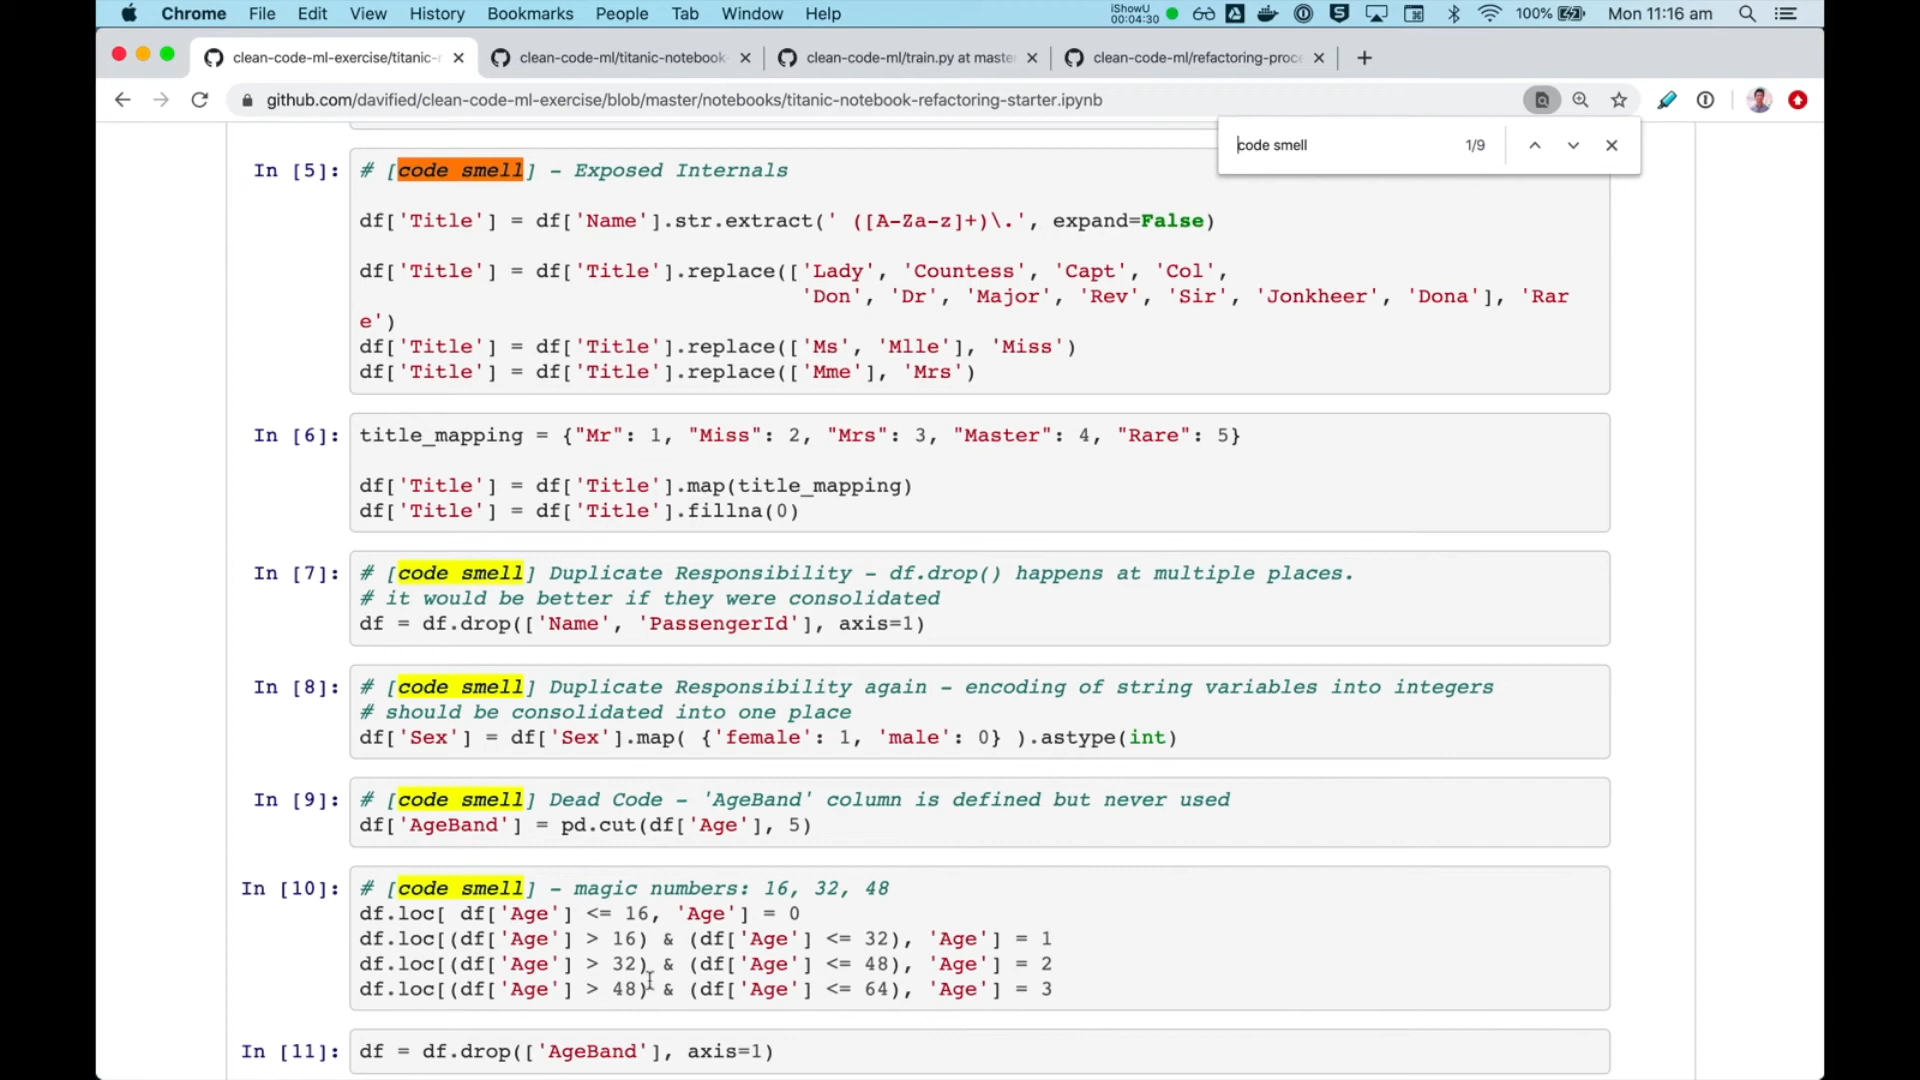 Chrome File Edit View History Bookmarks People Tab Window Help iShowU 00:04:30 100% Mon 11:16 am
clean-code-ml-exercise/titanic-r clean-code-ml/titanic-notebook- clean-code-ml/train.py at maste clean-code-ml/refactoring-proce
github.com/davified/clean-code-ml-exercise/blob/master/notebooks/titanic-notebook-refactoring-starter.ipynb
code smell 1/9
In [5]: # [code smell] - Exposed Internals
df['Title'] = df['Name'].str.extract(' ([A-Za-z]+)\.', expand=False)
df['Title'] = df['Title'].replace(['Lady', 'Countess', 'Capt', 'Col',
'Don', 'Dr', 'Major', 'Rev', 'Sir', 'Jonkheer', 'Dona'], 'Rar
e')
df['Title'] = df['Title'].replace(['Ms', 'Mlle'], 'Miss')
df['Title'] = df['Title'].replace(['Mme'], 'Mrs')
In [6]: title_mapping = {"Mr": 1, "Miss": 2, "Mrs": 3, "Master": 4, "Rare": 5}
df['Title'] = df['Title'].map(title_mapping)
df['Title'] = df['Title'].fillna(0)
In [7]: # [code smell] Duplicate Responsibility - df.drop() happens at multiple places.
# it would be better if they were consolidated
df = df.drop(['Name', 'PassengerId'], axis=1)
In [8]: # [code smell] Duplicate Responsibility again - encoding of string variables into integers
# should be consolidated into one place
df['Sex'] = df['Sex'].map( {'female': 1, 'male': 0} ).astype(int)
In [9]: # [code smell] Dead Code - 'AgeBand' column is defined but never used
df['AgeBand'] = pd.cut(df['Age'], 5)
In [10]: # [code smell] - magic numbers: 16, 32, 48
df.loc[ df['Age'] <= 16, 'Age'] = 0
df.loc[(df['Age'] > 16) & (df['Age'] <= 32), 'Age'] = 1
df.loc[(df['Age'] > 32) & (df['Age'] <= 48), 'Age'] = 2
df.loc[(df['Age'] > 48) & (df['Age'] <= 64), 'Age'] = 3
In [11]: df = df.drop(['AgeBand'], axis=1)